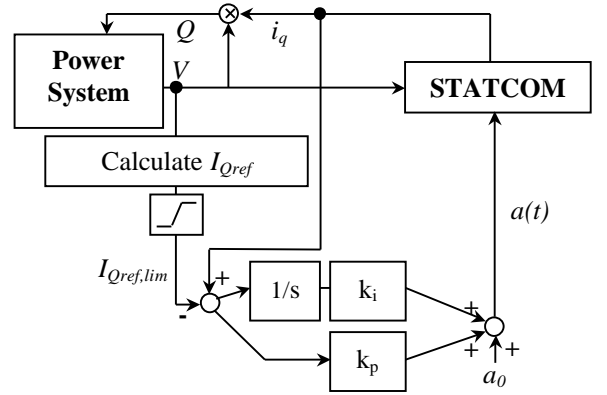 Q
i_q
Power
System
V
STATCOM
Calculate I_Qref
a(t)
I_Qref,lim
+
-
1/s
k_i
k_p
+
+
+
a_0